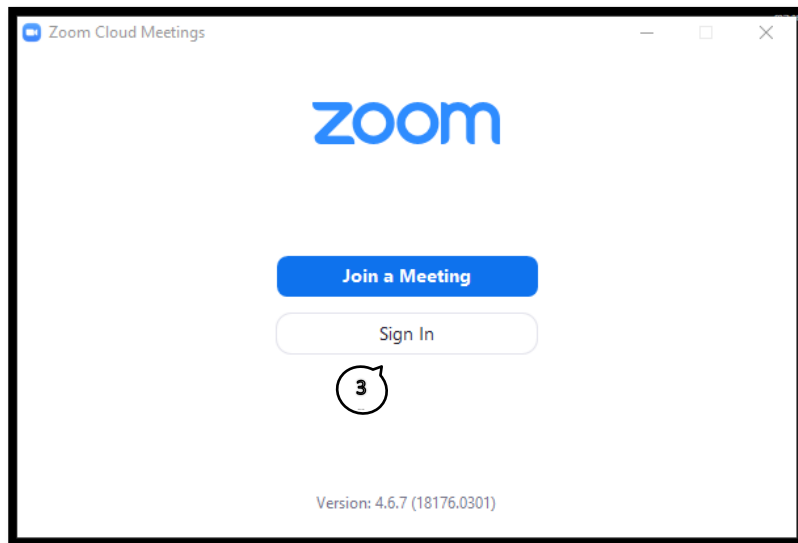 Zoom Cloud Meetings
zoom
Join a Meeting
Sign In
3
Version: 4.6.7 (18176.0301)